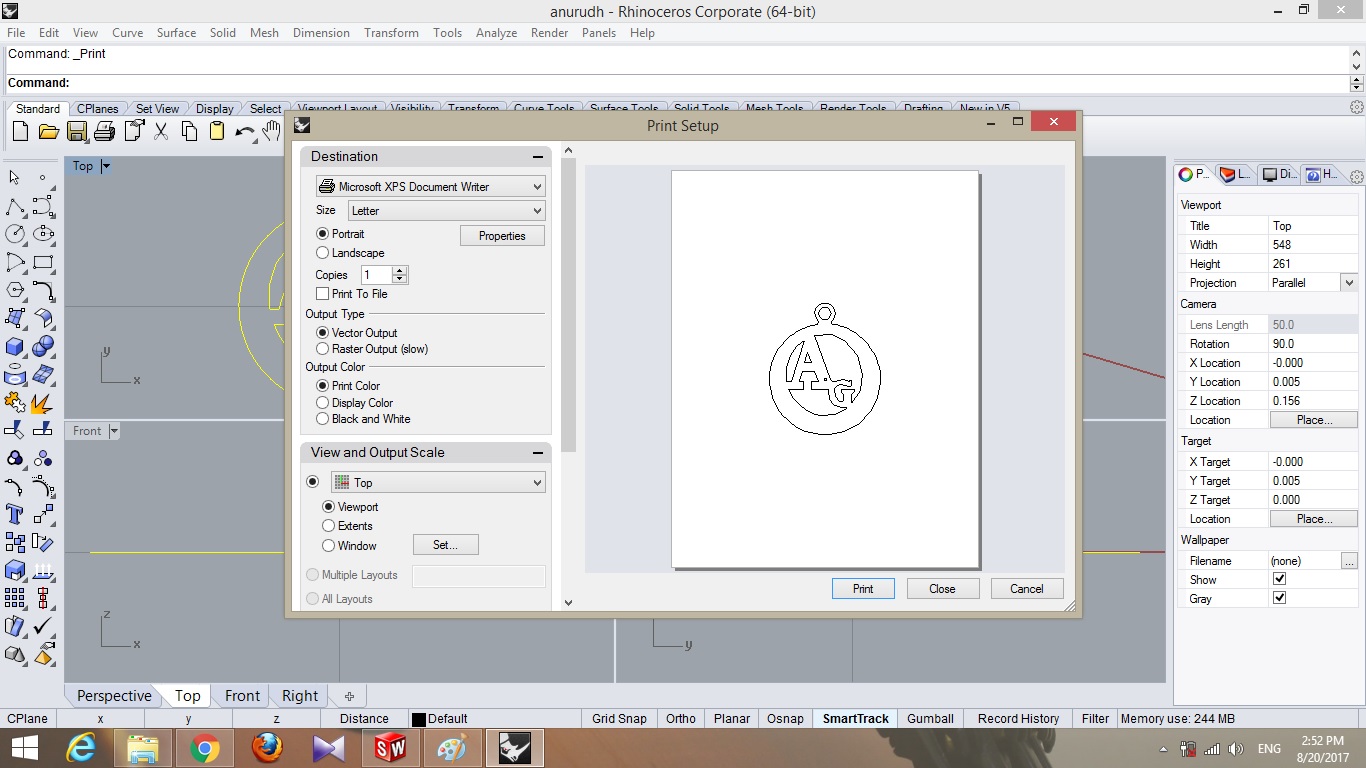 anurudh - Rhinoceros Corporate (64-bit)
File Edit View Curve Surface Solid Mesh Dimension Transform Tools Analyze Render Panels Help
Command: _Print
Command:
Standard CPlanes Set View Display Select Viewport Layout Visibility Transform Curve Tools Surface Tools Solid Tools Mesh Tools Render Tools Drafting New in V5
Print Setup
Top
Destination
Microsoft XPS Document Writer
Size Letter
Portrait
Properties
Landscape
Copies 1
Print To File
Output Type
Vector Output
Raster Output (slow)
Output Color
Print Color
Display Color
Black and White
View and Output Scale
Top
Viewport
Extents
Window Set...
Multiple Layouts
All Layouts
AG
Print Close Cancel
y
x
Front
z
x
y
P... L... Di... H...
Viewport
Title Top
Width 548
Height 261
Projection Parallel
Camera
Lens Length 50.0
Rotation 90.0
X Location -0.000
Y Location 0.005
Z Location 0.156
Location Place...
Target
X Target -0.000
Y Target 0.005
Z Target 0.000
Location Place...
Wallpaper
Filename (none) ...
Show
Gray
Perspective Top Front Right
CPlane x y z Distance Default Grid Snap Ortho Planar Osnap SmartTrack Gumball Record History Filter Memory use: 244 MB
SW
ENG
2:52 PM
8/20/2017